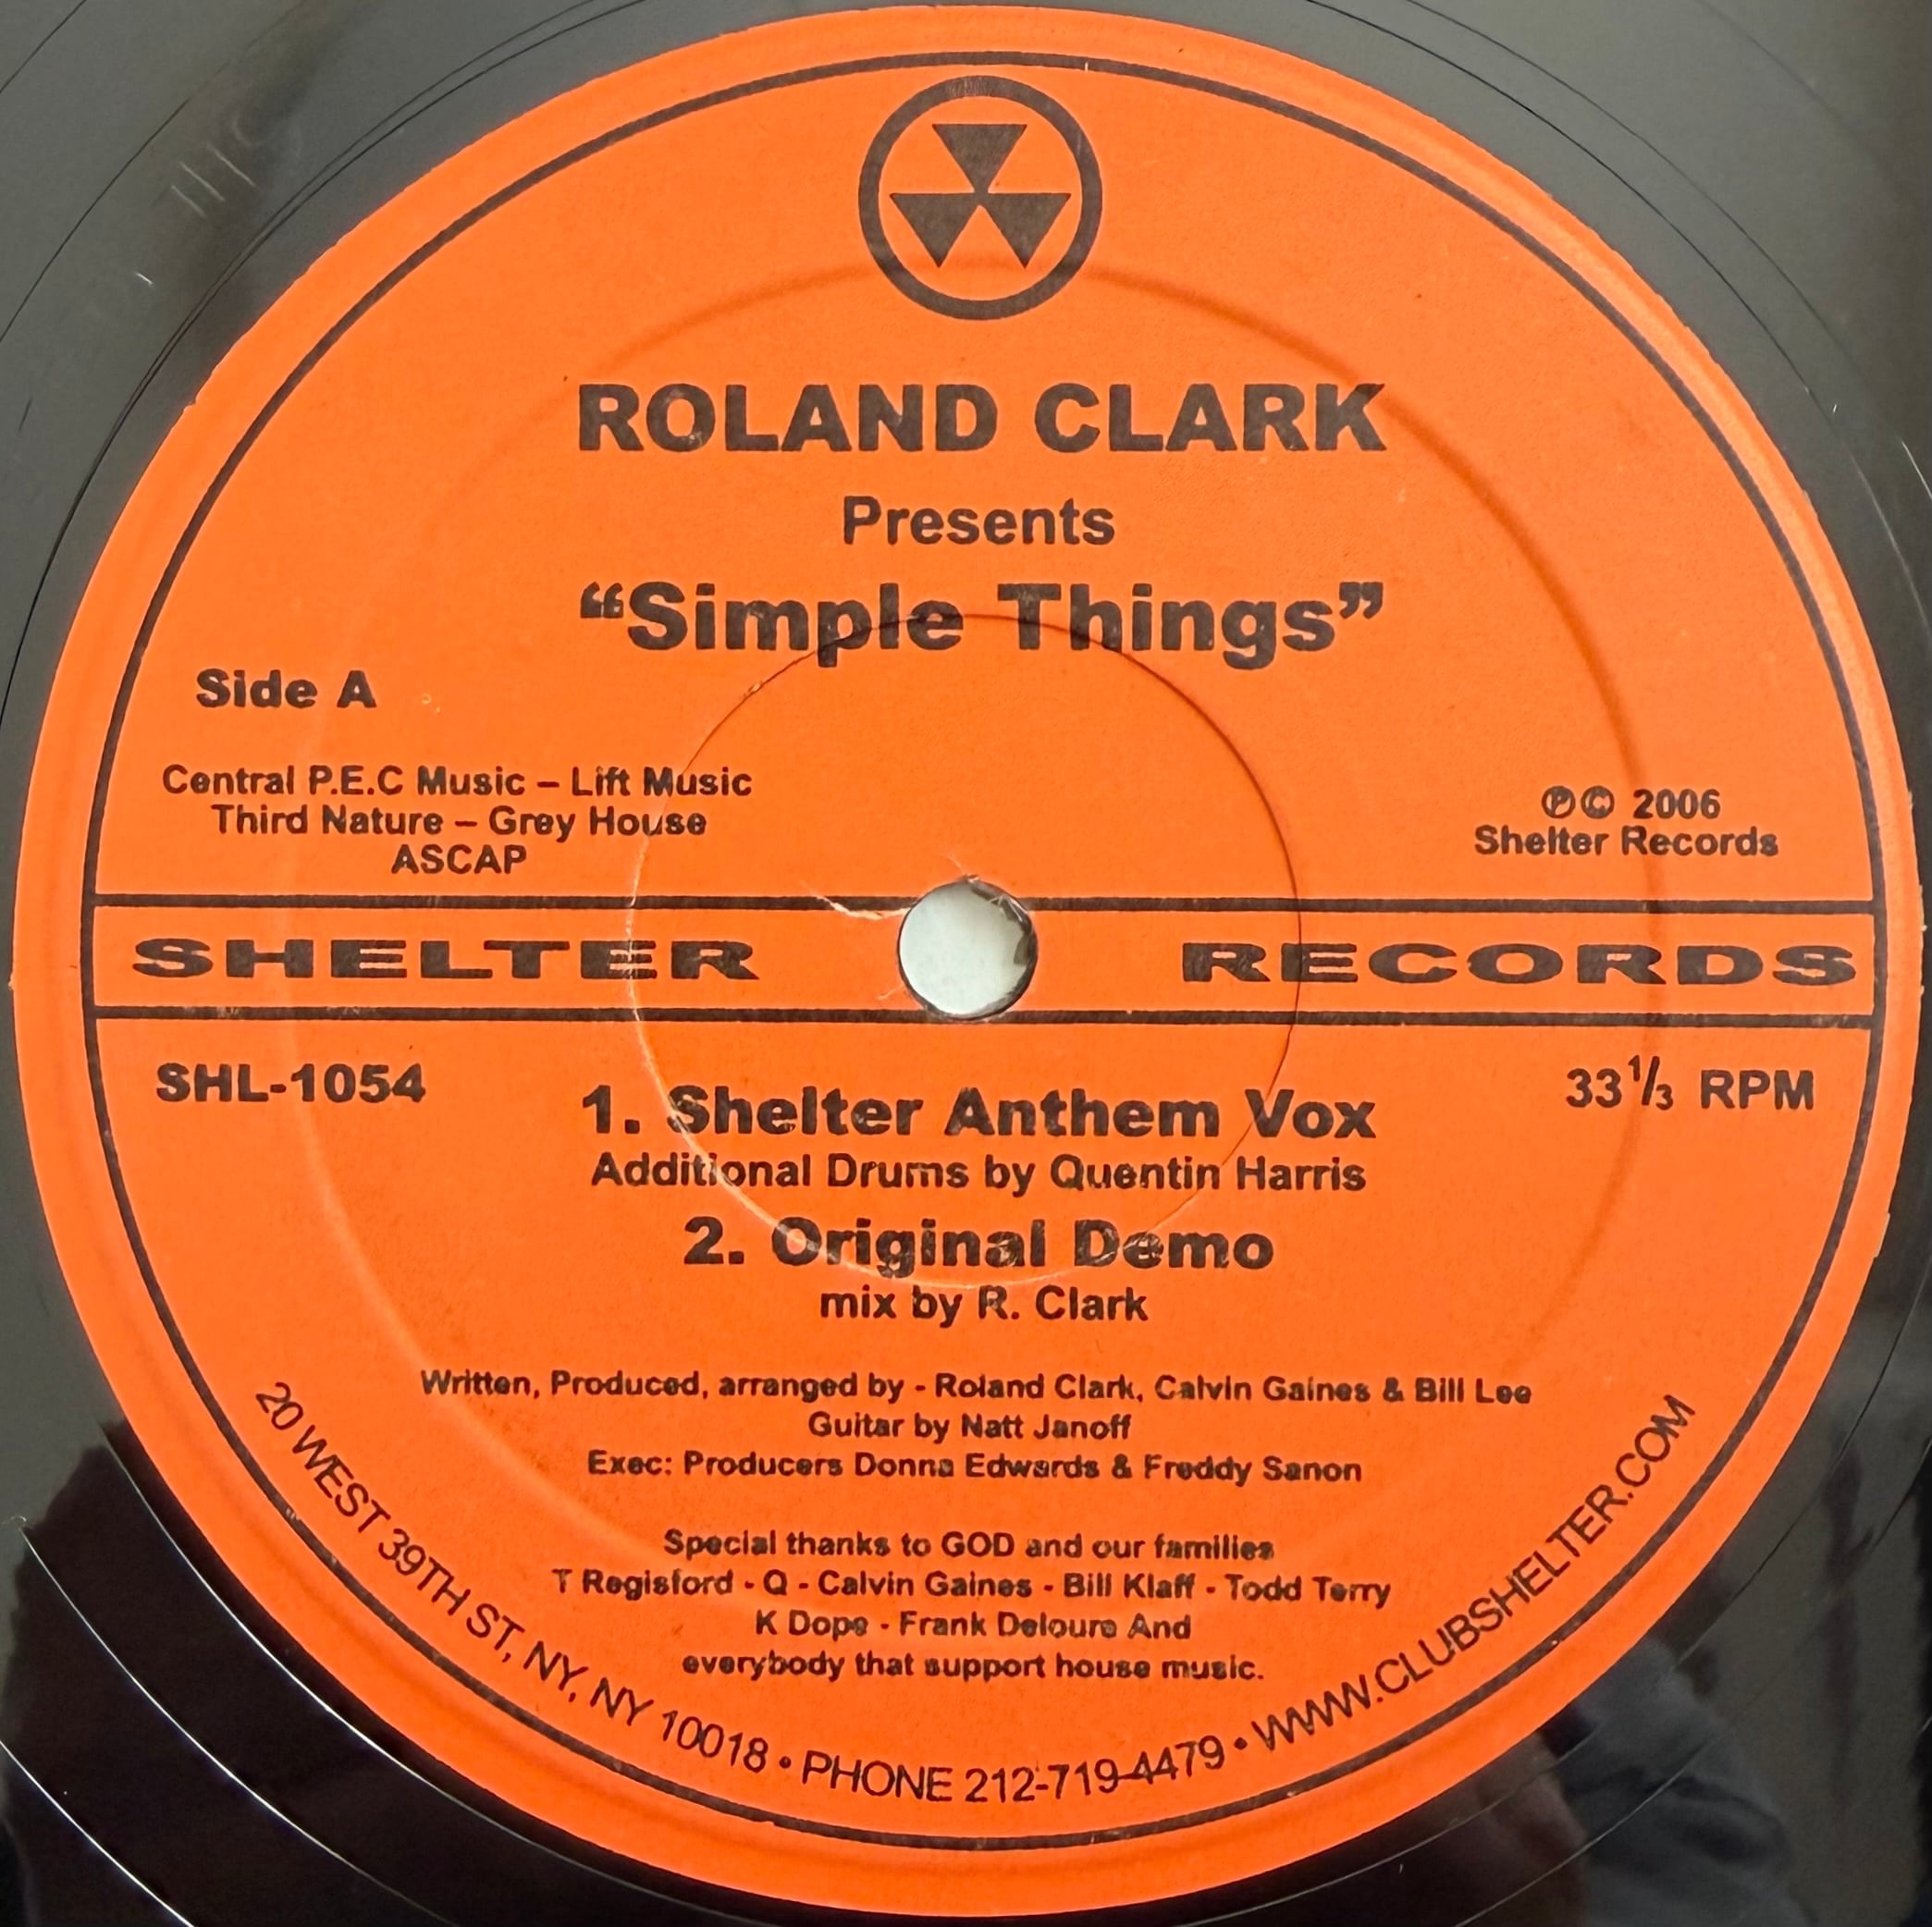 ROLAND CLARK
Presents
“Simple Things”
Side A
Central P.E.C Music – Lift Music
Third Nature – Grey House
ASCAP
℗© 2006
Shelter Records
SHELTER RECORDS
SHL-1054
33 1/3 RPM
1. Shelter Anthem Vox
Additional Drums by Quentin Harris
2. Original Demo
mix by R. Clark
Written, Produced, arranged by - Roland Clark, Calvin Gaines & Bill Lee
Guitar by Natt Janoff
Exec: Producers Donna Edwards & Freddy Sanon
Special thanks to GOD and our families
T Regisford - Q - Calvin Gaines - Bill Klaff - Todd Terry
K Dope - Frank Deloure And
everybody that support house music.
20 WEST 39TH ST, NY, NY 10018 • PHONE 212-719-4479 • WWW.CLUBSHELTER.COM